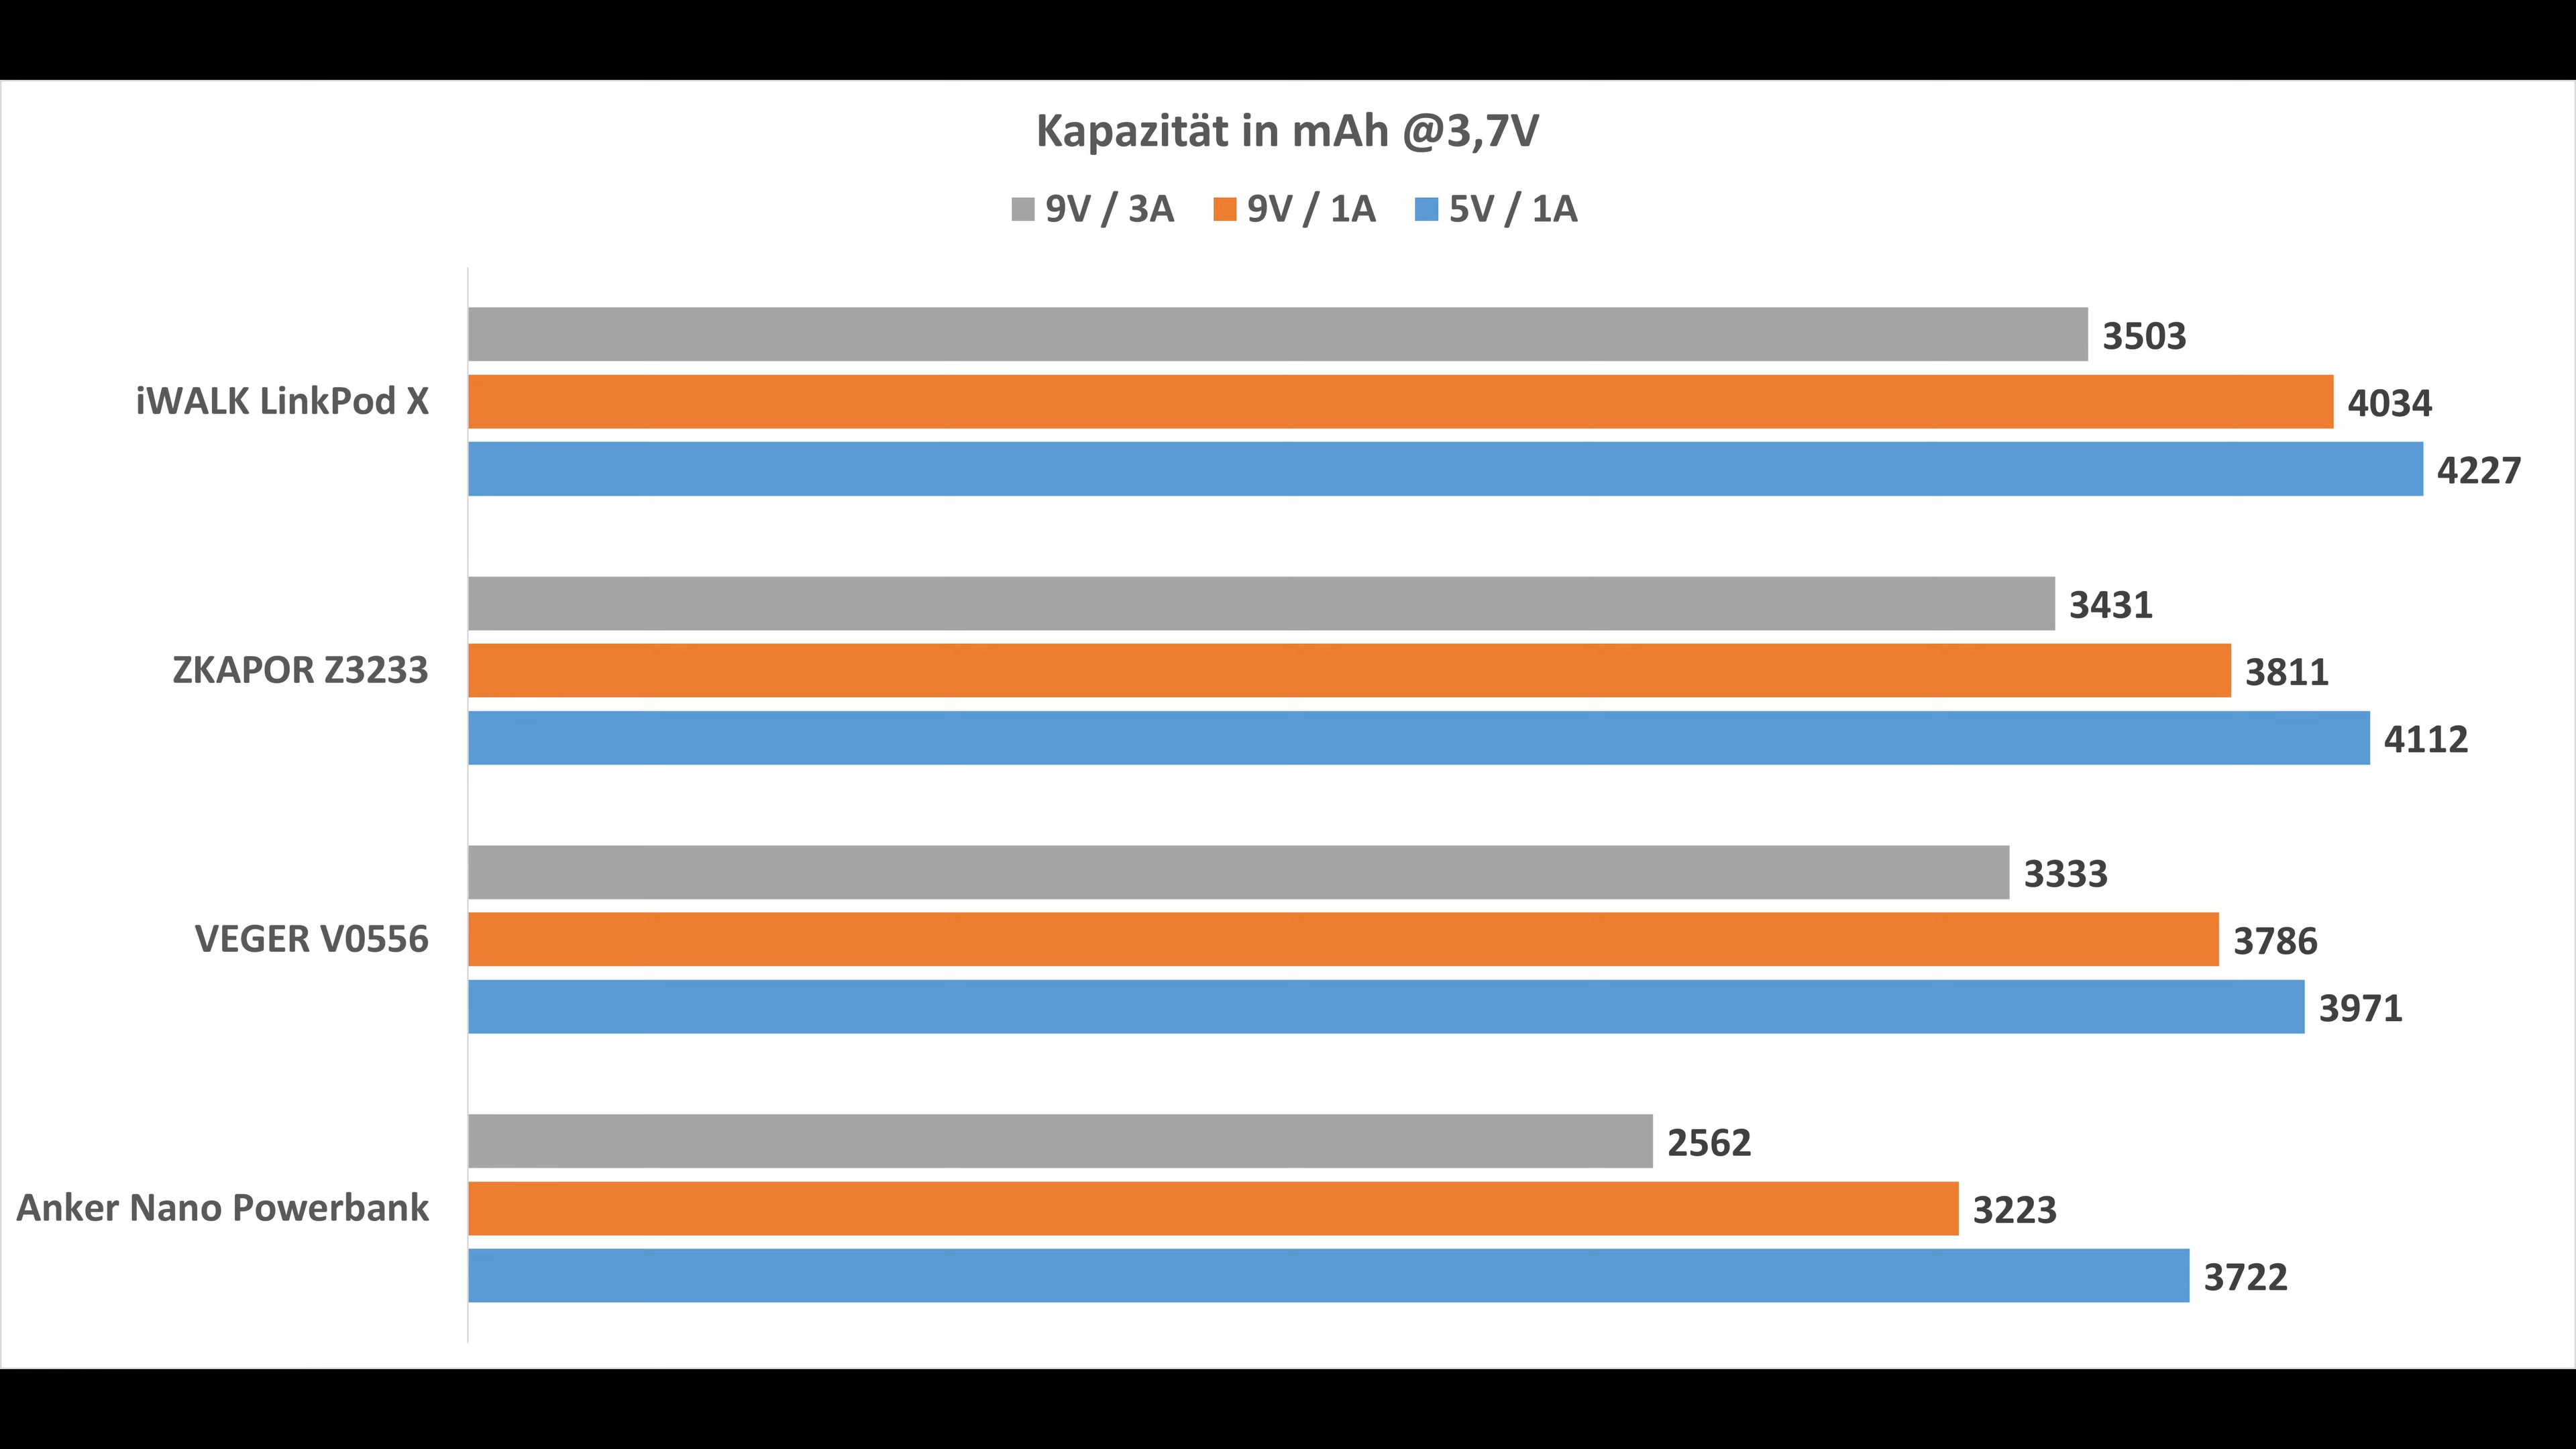 Kapazität in mAh @3,7V
9V / 3A 9V / 1A 5V / 1A
3503
iWALK LinkPod X 4034
4227
3431
ZKAPOR Z3233 3811
4112
3333
VEGER V0556 3786
3971
2562
Anker Nano Powerbank 3223
3722